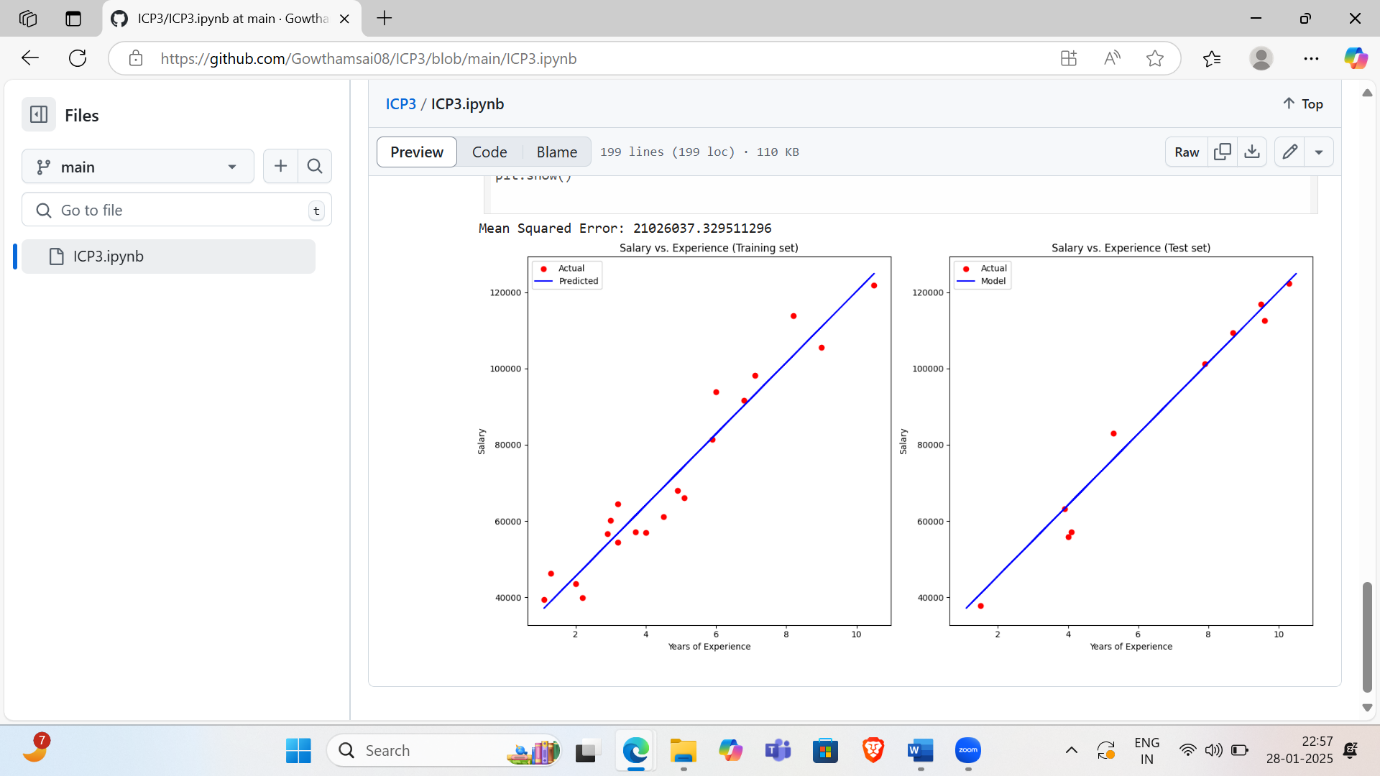 ICP3/ICP3.ipynb at main · Gowtha
https://github.com/Gowthamsai08/ICP3/blob/main/ICP3.ipynb
Files
main
Go to file
t
ICP3.ipynb
ICP3 / ICP3.ipynb
Top
Preview
Code
Blame
199 lines (199 loc) · 110 KB
Raw
plt.show()
Mean Squared Error: 21026037.329511296
Salary vs. Experience (Training set)
Actual
Predicted
120000
100000
80000
60000
40000
Salary
2 4 6 8 10
Years of Experience
Salary vs. Experience (Test set)
Actual
Model
120000
100000
80000
60000
40000
Salary
2 4 6 8 10
Years of Experience
7
Search
zoom
ENG
IN
22:57
28-01-2025